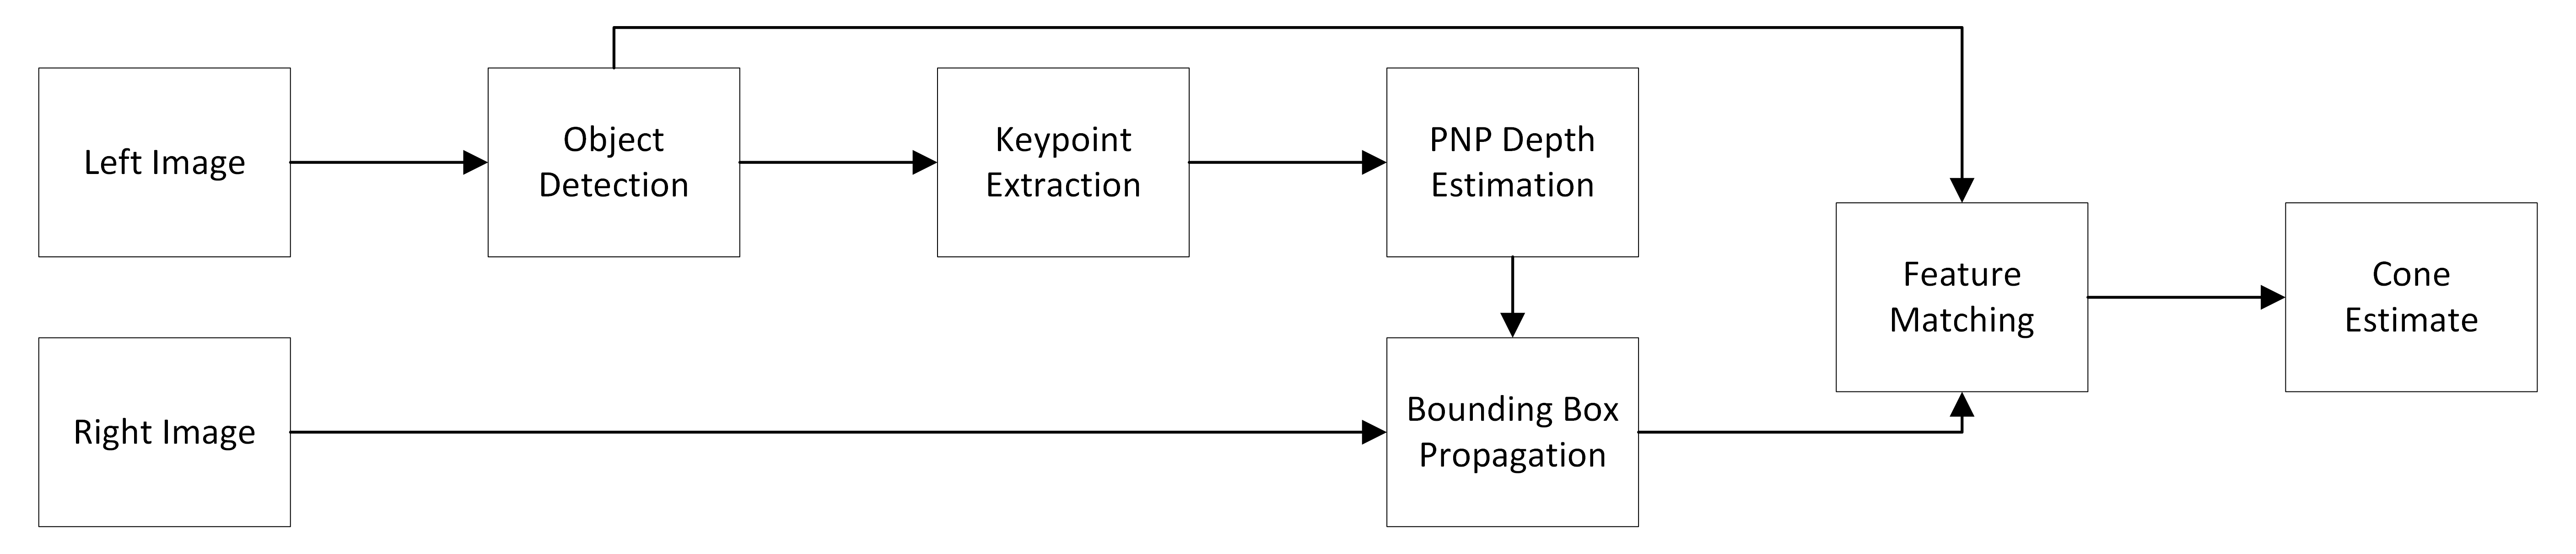 Left Image
Object
Detection
Keypoint
Extraction
PNP Depth
Estimation
Feature
Matching
Cone
Estimate
Right Image
Bounding Box
Propagation